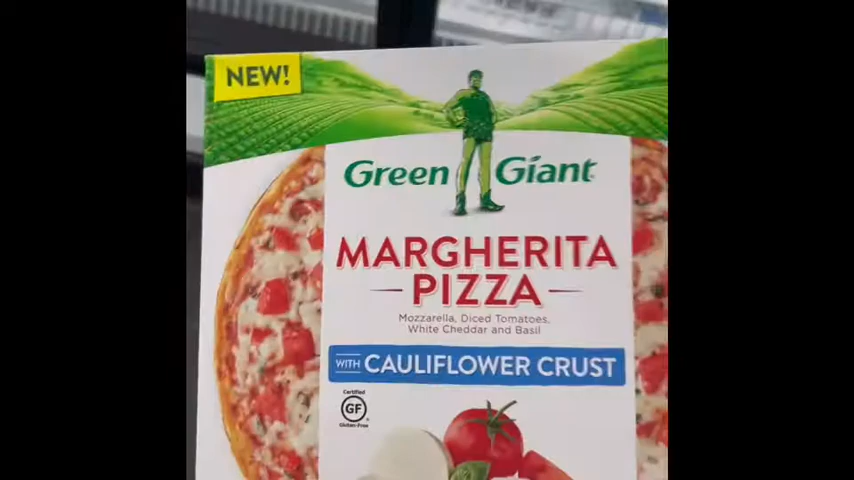 NEW!
Green Giant
MARGHERITA
PIZZA
Mozzarella, Diced Tomatoes,
White Cheddar and Basil
WITH CAULIFLOWER CRUST
Certified
GF
Gluten-Free